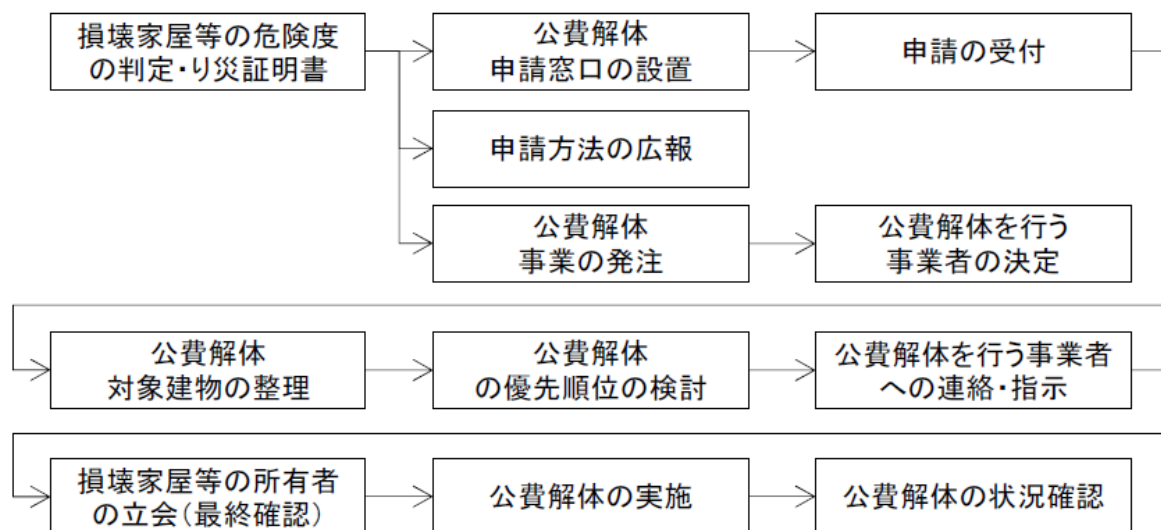 損壊家屋等の危険度
の判定・り災証明書
公費解体
申請窓口の設置
申請の受付
申請方法の広報
公費解体
事業の発注
公費解体を行う
事業者の決定
公費解体
対象建物の整理
公費解体
の優先順位の検討
公費解体を行う事業者
への連絡・指示
損壊家屋等の所有者
の立会(最終確認)
公費解体の実施
公費解体の状況確認